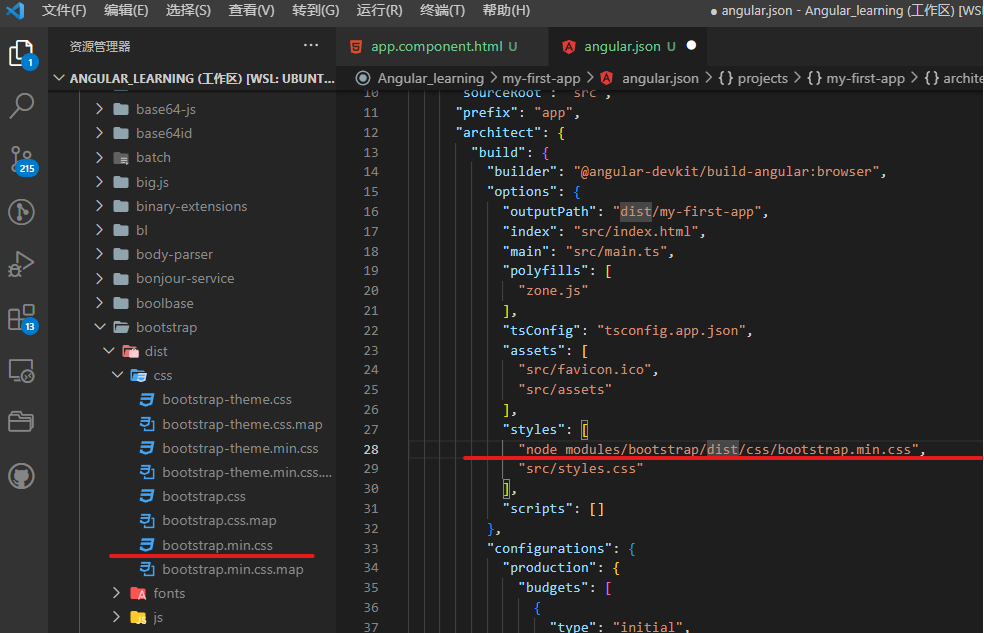 文件(F) 编辑(E) 选择(S) 查看(V) 转到(G) 运行(R) 终端(T) 帮助(H) ● angular.json - Angular_learning (工作区) [WSL
资源管理器 ···
app.component.html U
angular.json U ●
ANGULAR_LEARNING (工作区) [WSL: UBUNT...
Angular_learning > my-first-app > angular.json > {} projects > {} my-first-app > {} archite
1
215
13
base64-js
base64id
batch
big.js
binary-extensions
bl
body-parser
bonjour-service
boolbase
bootstrap
dist
css
bootstrap-theme.css
bootstrap-theme.css.map
bootstrap-theme.min.css
bootstrap-theme.min.css....
bootstrap.css
bootstrap.css.map
bootstrap.min.css
bootstrap.min.css.map
fonts
js
10 "sourceRoot": "src",
11 "prefix": "app",
12 "architect": {
13 "build": {
14 "builder": "@angular-devkit/build-angular:browser",
15 "options": {
16 "outputPath": "dist/my-first-app",
17 "index": "src/index.html",
18 "main": "src/main.ts",
19 "polyfills": [
20 "zone.js"
21 ],
22 "tsConfig": "tsconfig.app.json",
23 "assets": [
24 "src/favicon.ico",
25 "src/assets"
26 ],
27 "styles": [
28 "node_modules/bootstrap/dist/css/bootstrap.min.css",
29 "src/styles.css"
30 ],
31 "scripts": []
32 },
33 "configurations": {
34 "production": {
35 "budgets": [
36 {
37 "type": "initial",